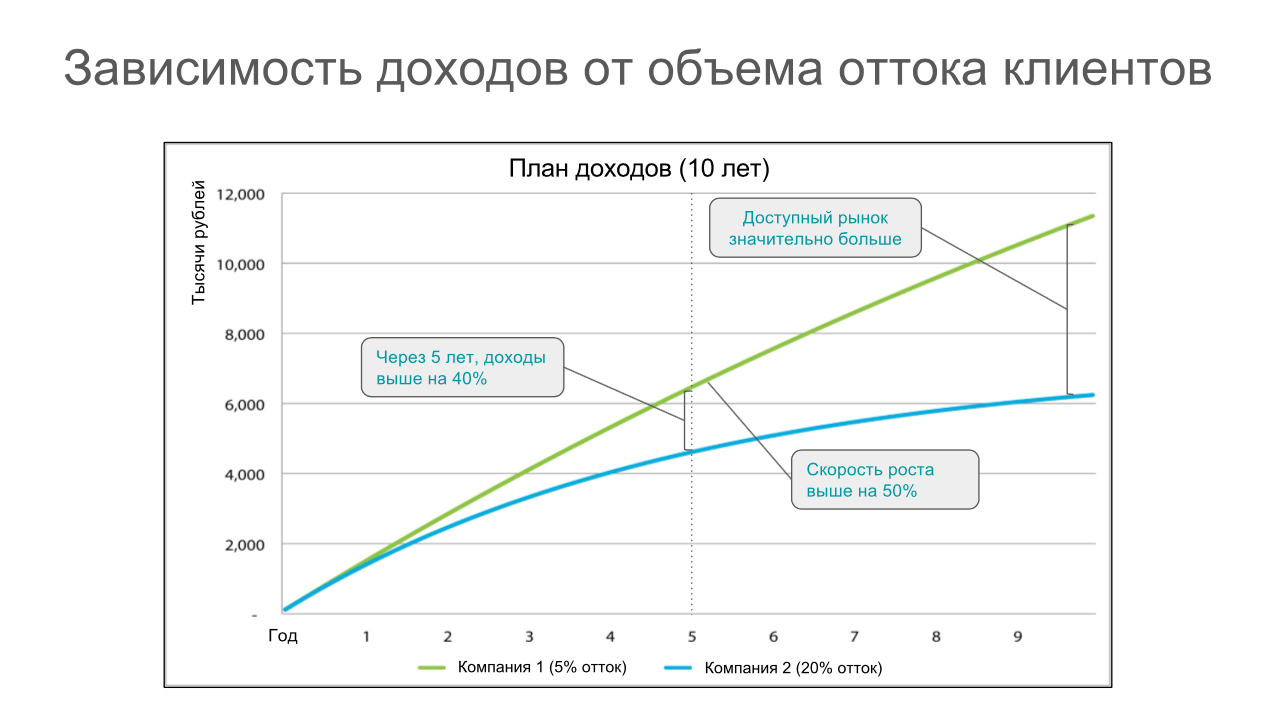 Зависимость доходов от объема оттока клиентов
План доходов (10 лет)
Тысячи рублей
12,000
10,000
8,000
6,000
4,000
2,000
-
Доступный рынок
значительно больше
Через 5 лет, доходы
выше на 40%
Скорость роста
выше на 50%
Год 1 2 3 4 5 6 7 8 9
Компания 1 (5% отток) Компания 2 (20% отток)